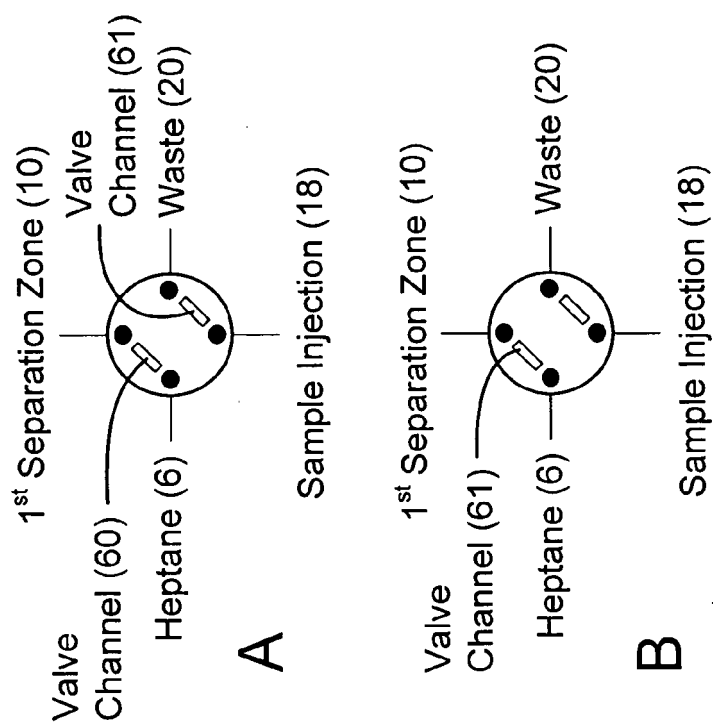 1st Separation Zone (10)
Valve
Channel (60)
Valve
Channel (61)
Heptane (6)
Waste (20)
Sample Injection (18)
A
1st Separation Zone (10)
Valve
Channel (61)
Heptane (6)
Waste (20)
Sample Injection (18)
B